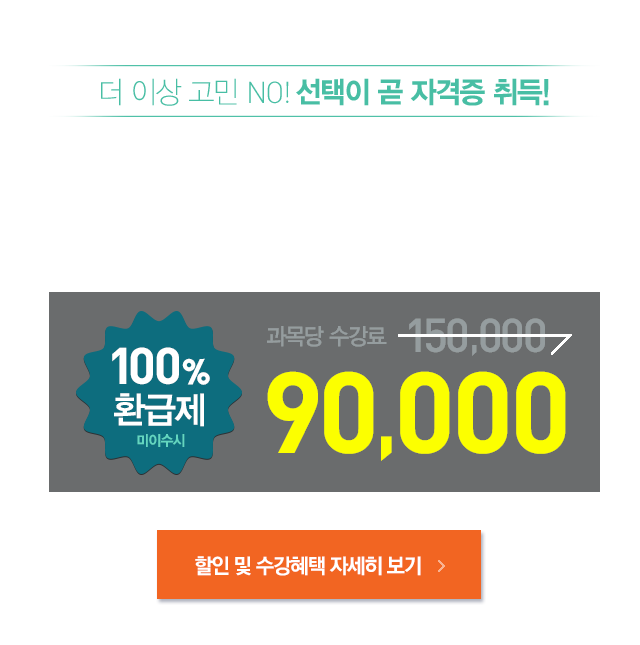 더 이상 고민 NO! 선택이 곧 자격증 취득!
100%
환급제
미이수시
과목당 수강료 150,000
90,000
할인 및 수강혜택 자세히 보기 >